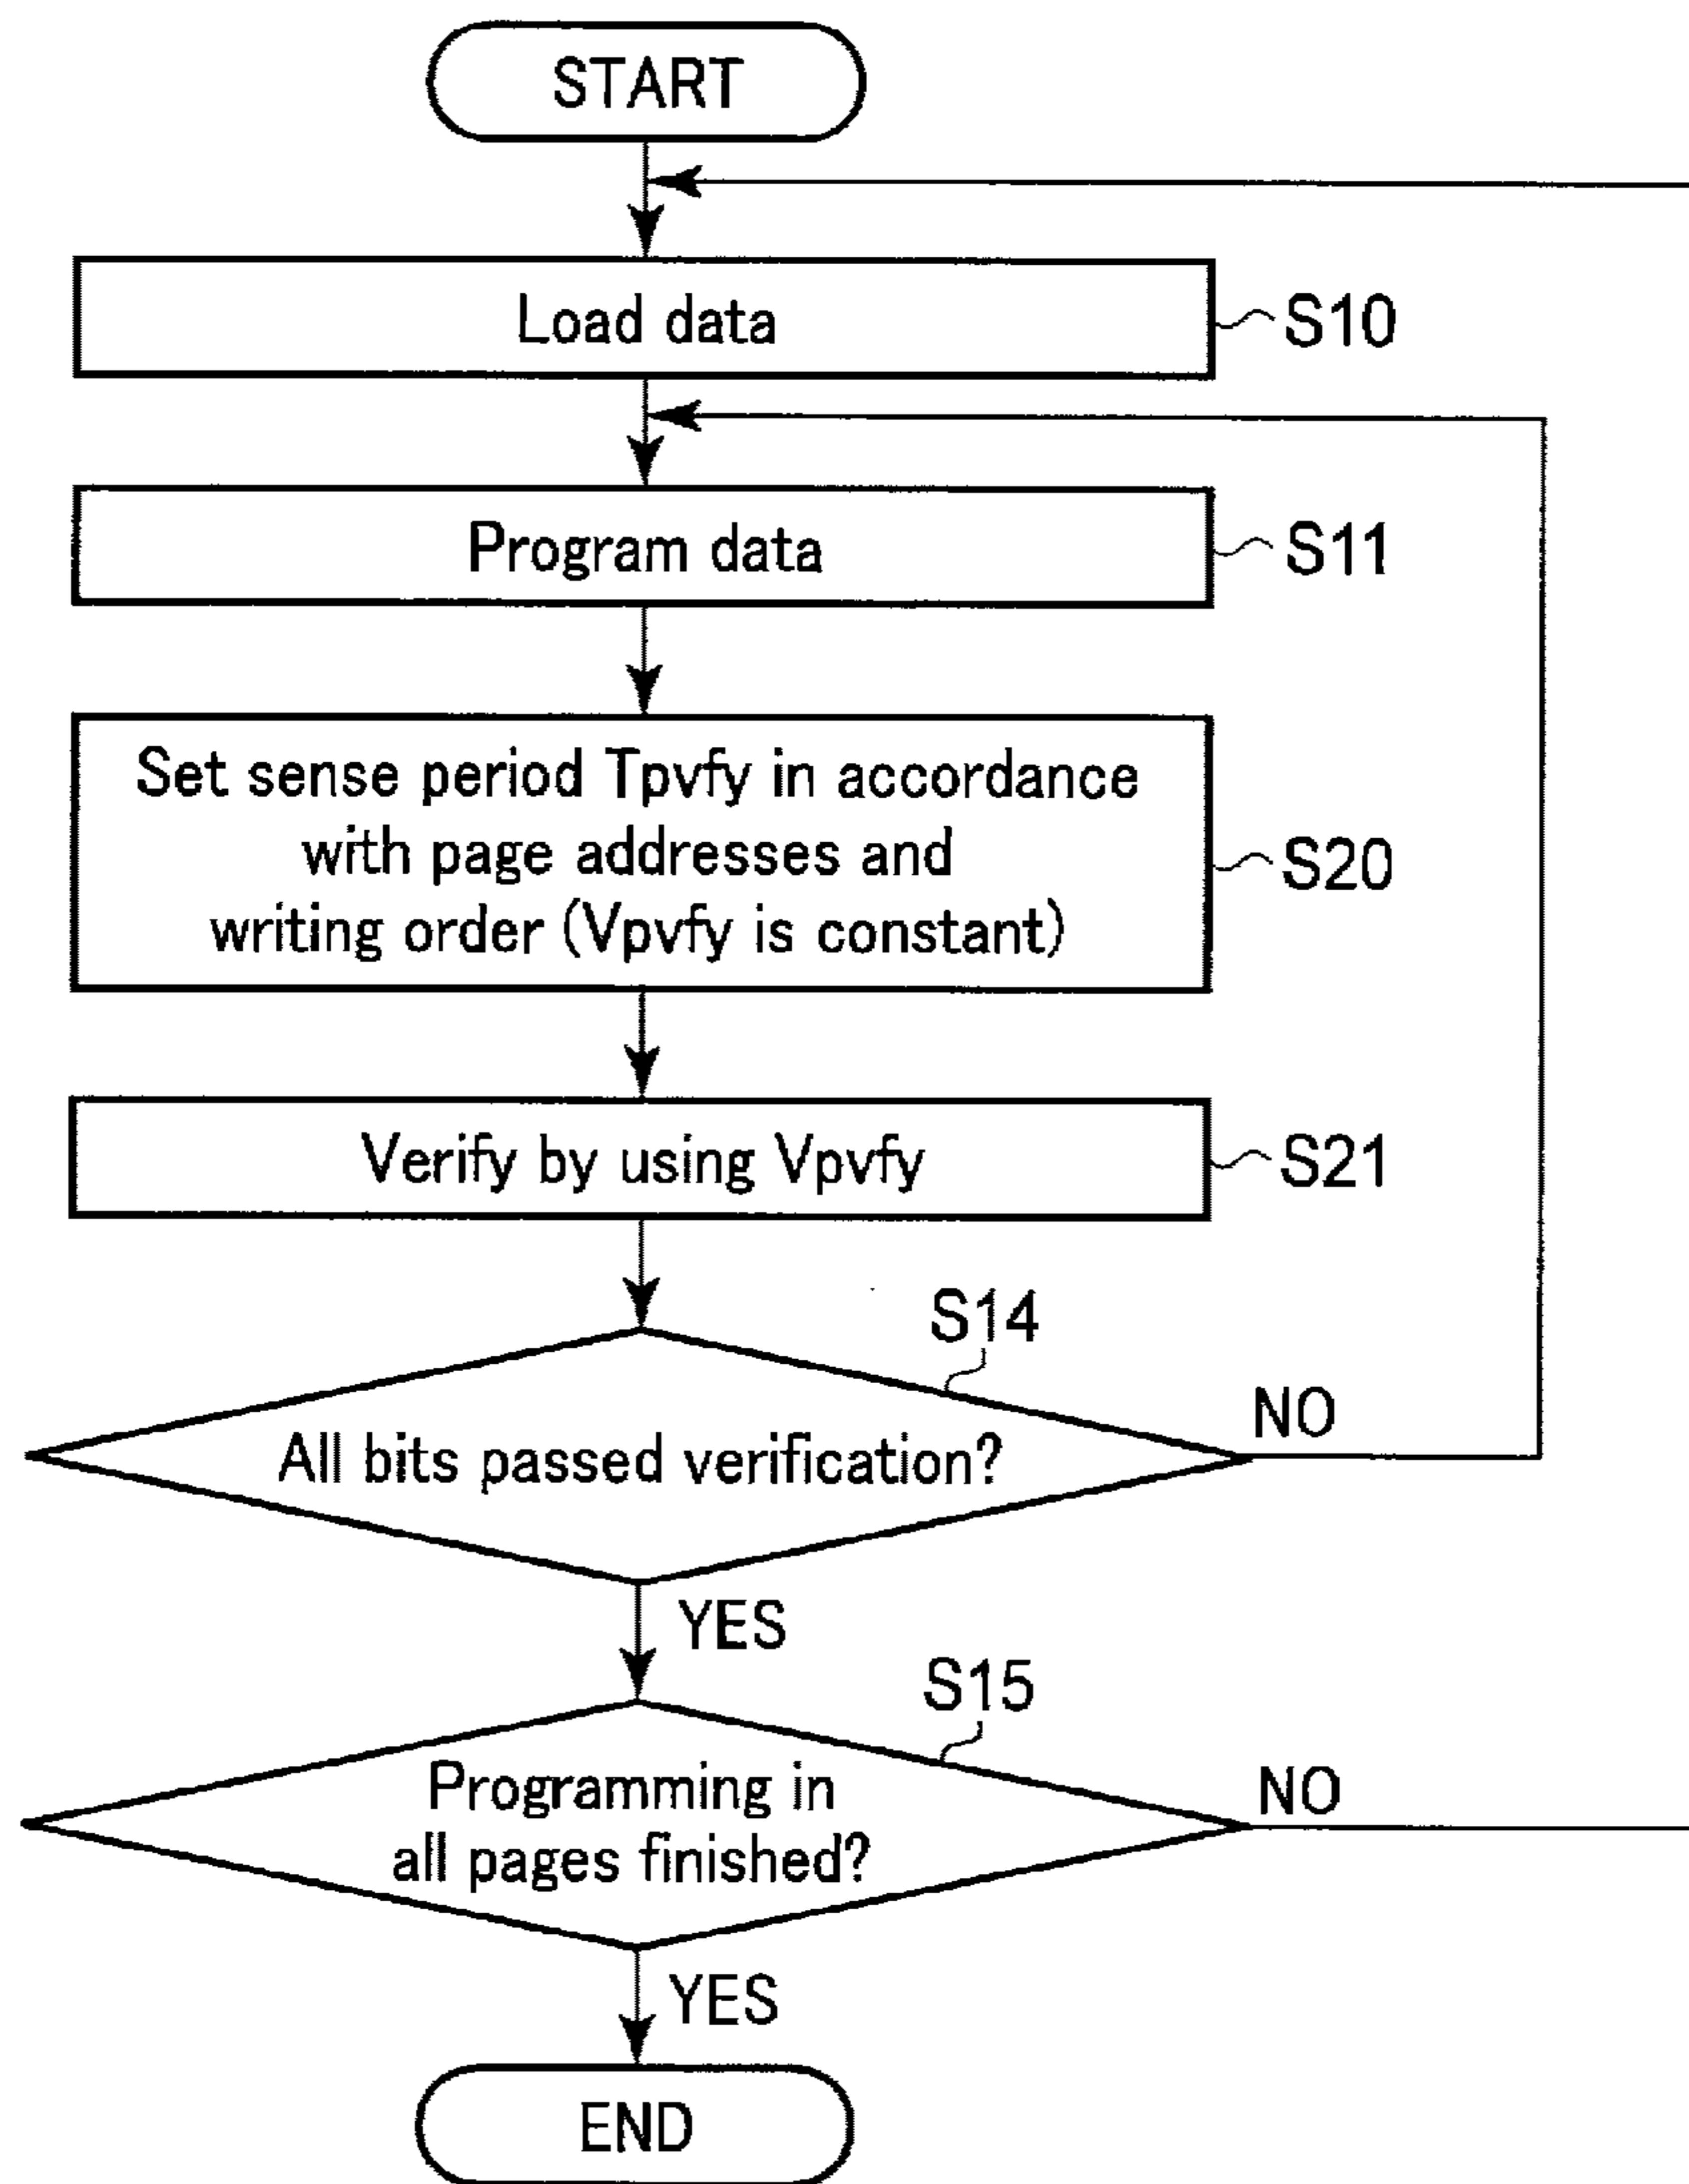 START
Load data
S10
Program data
S11
Set sense period Tpvfy in accordance
with page addresses and
writing order (Vpvfy is constant)
S20
Verify by using Vpvfy
S21
S14
All bits passed verification?
NO
YES
S15
Programming in
all pages finished?
NO
YES
END